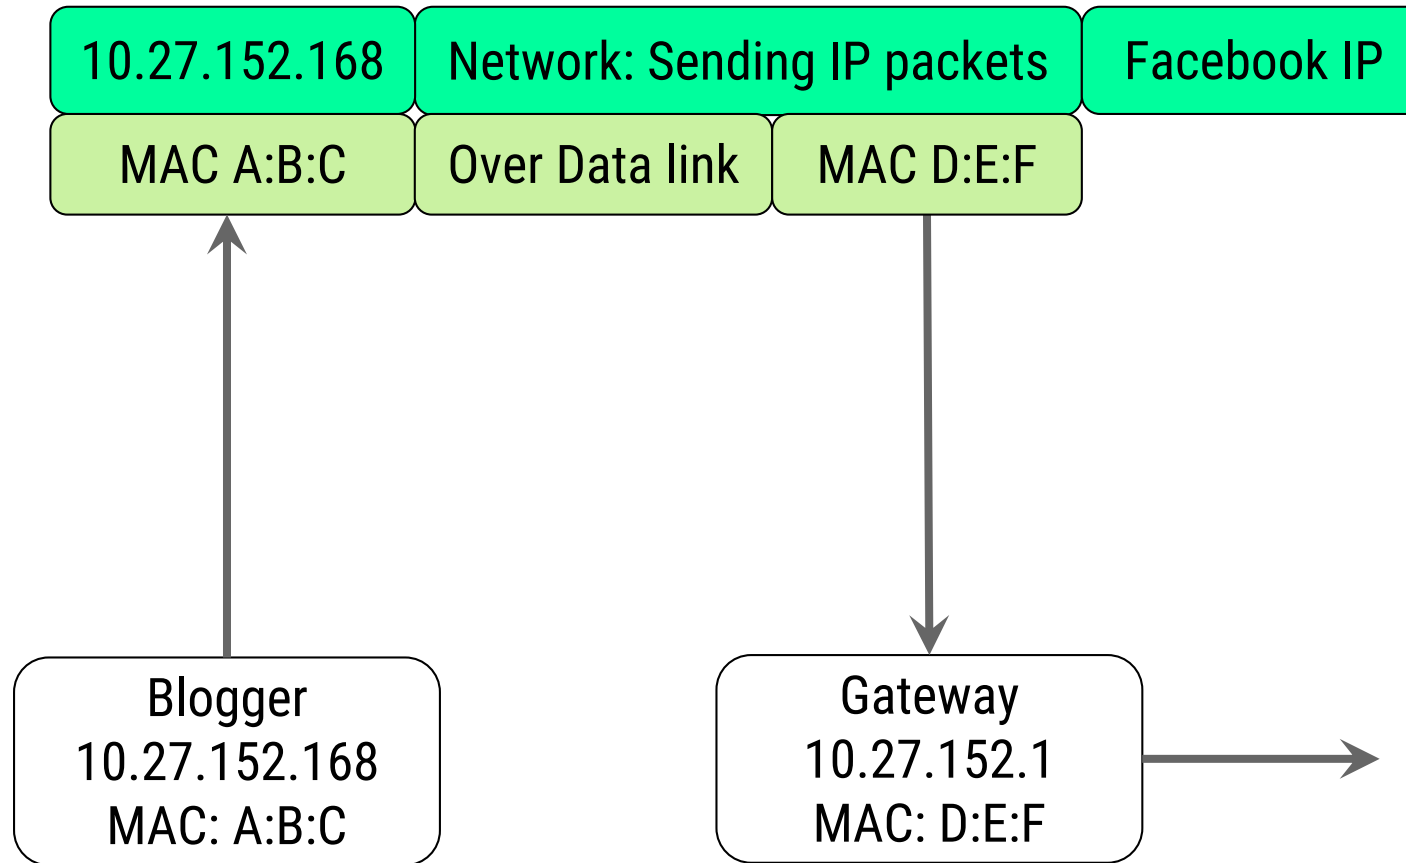 10.27.152.168
Network: Sending IP packets
Facebook IP
MAC A:B:C
Over Data link
MAC D:E:F
Blogger
10.27.152.168
MAC: A:B:C
Gateway
10.27.152.1
MAC: D:E:F